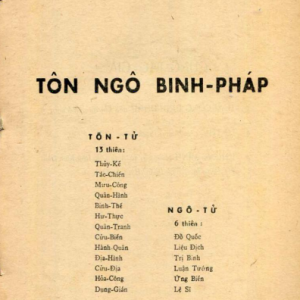 TÔN NGÔ BINH-PHÁP
TÔN - TỬ
13 thiên:
Thủy-Kế
Tác-Chiến
Mưu-Công
Quân-Hành
Binh-Thế
Hư-Thực
Quân-Tranh
Cửu-Biến
Hành Quân
Địa-Hình
Cửu-Địa
Hỏa-Công
Dung-Gián
NGÔ - TỬ
6 thiên:
Đồ Quốc
Liệu Địch
Trị Binh
Luận Tướng
Ứng Biến
Lệ Sĩ